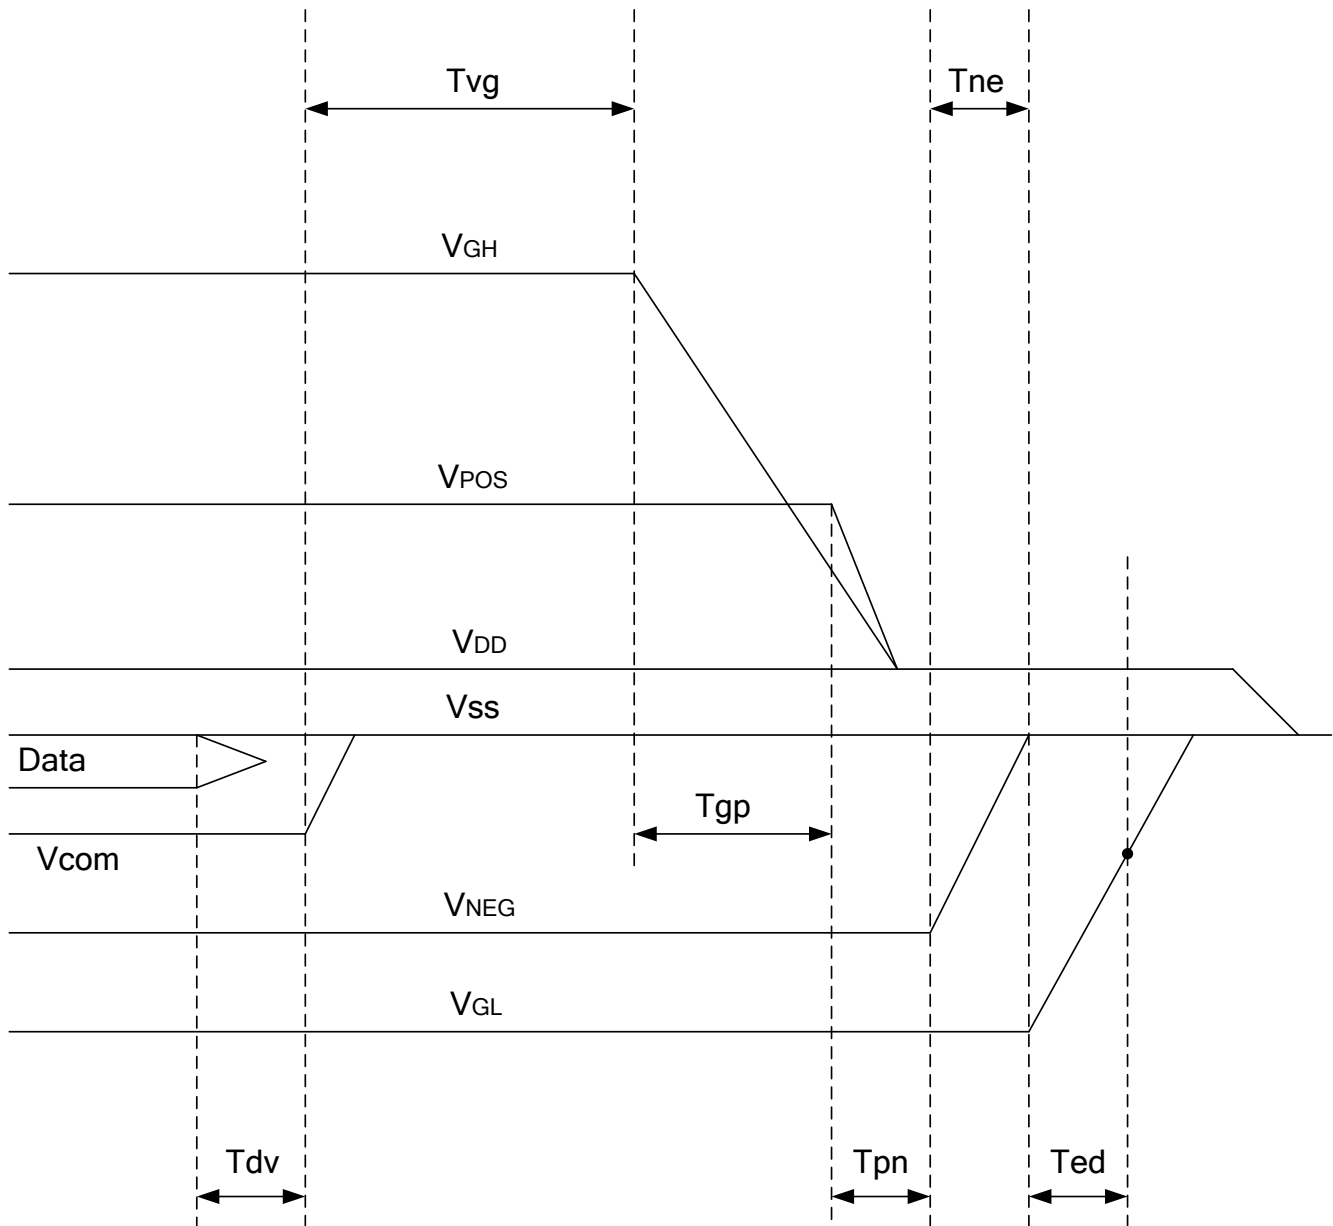 Tvg
Tne
VGH
VPOS
VDD
Vss
Data
Tgp
Vcom
VNEG
VGL
Tdv
Tpn
Ted